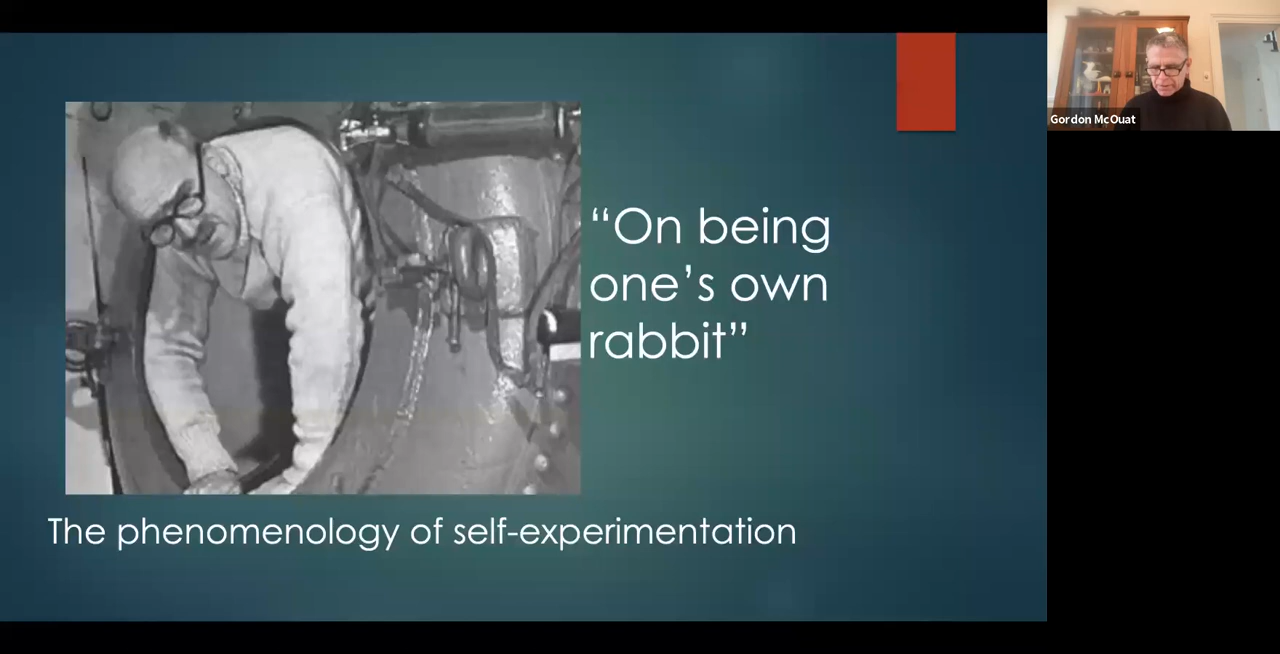 Gordon McOuat
“On being
one’s own
rabbit”
The phenomenology of self-experimentation